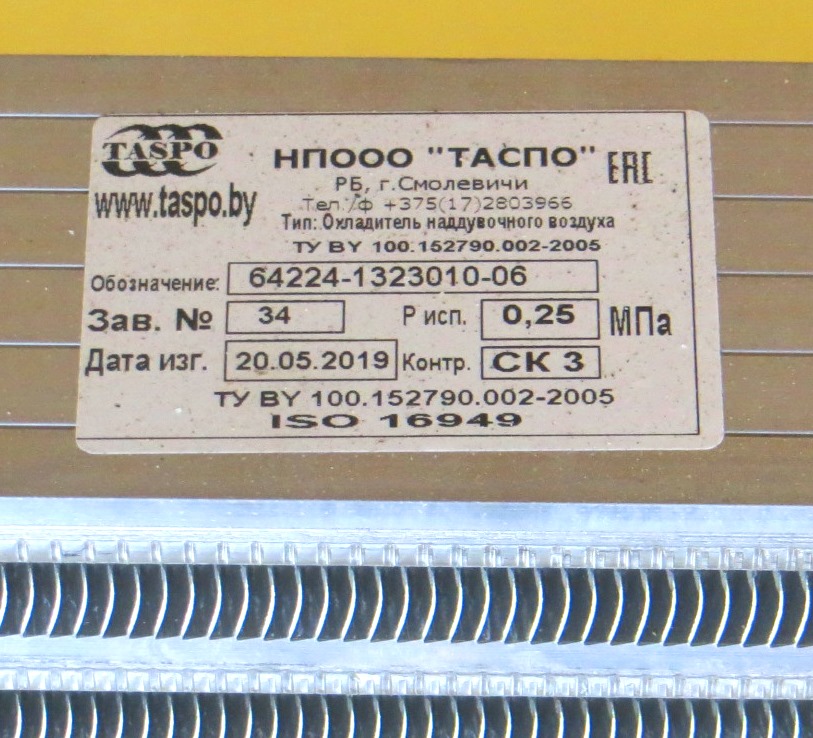 TASPO
НПООО "ТАСПО" EAC
РБ, г.Смолевичи
www.taspo.by
Тел./ф +375(17)2803966
Тип: Охладитель наддувочного воздуха
ТУ BY 100.152790.002-2005
Обозначение: 64224-1323010-06
Зав. № 34 Р исп. 0,25 МПа
Дата изг. 20.05.2019 Контр. СК 3
ТУ BY 100.152790.002-2005
ISO 16949